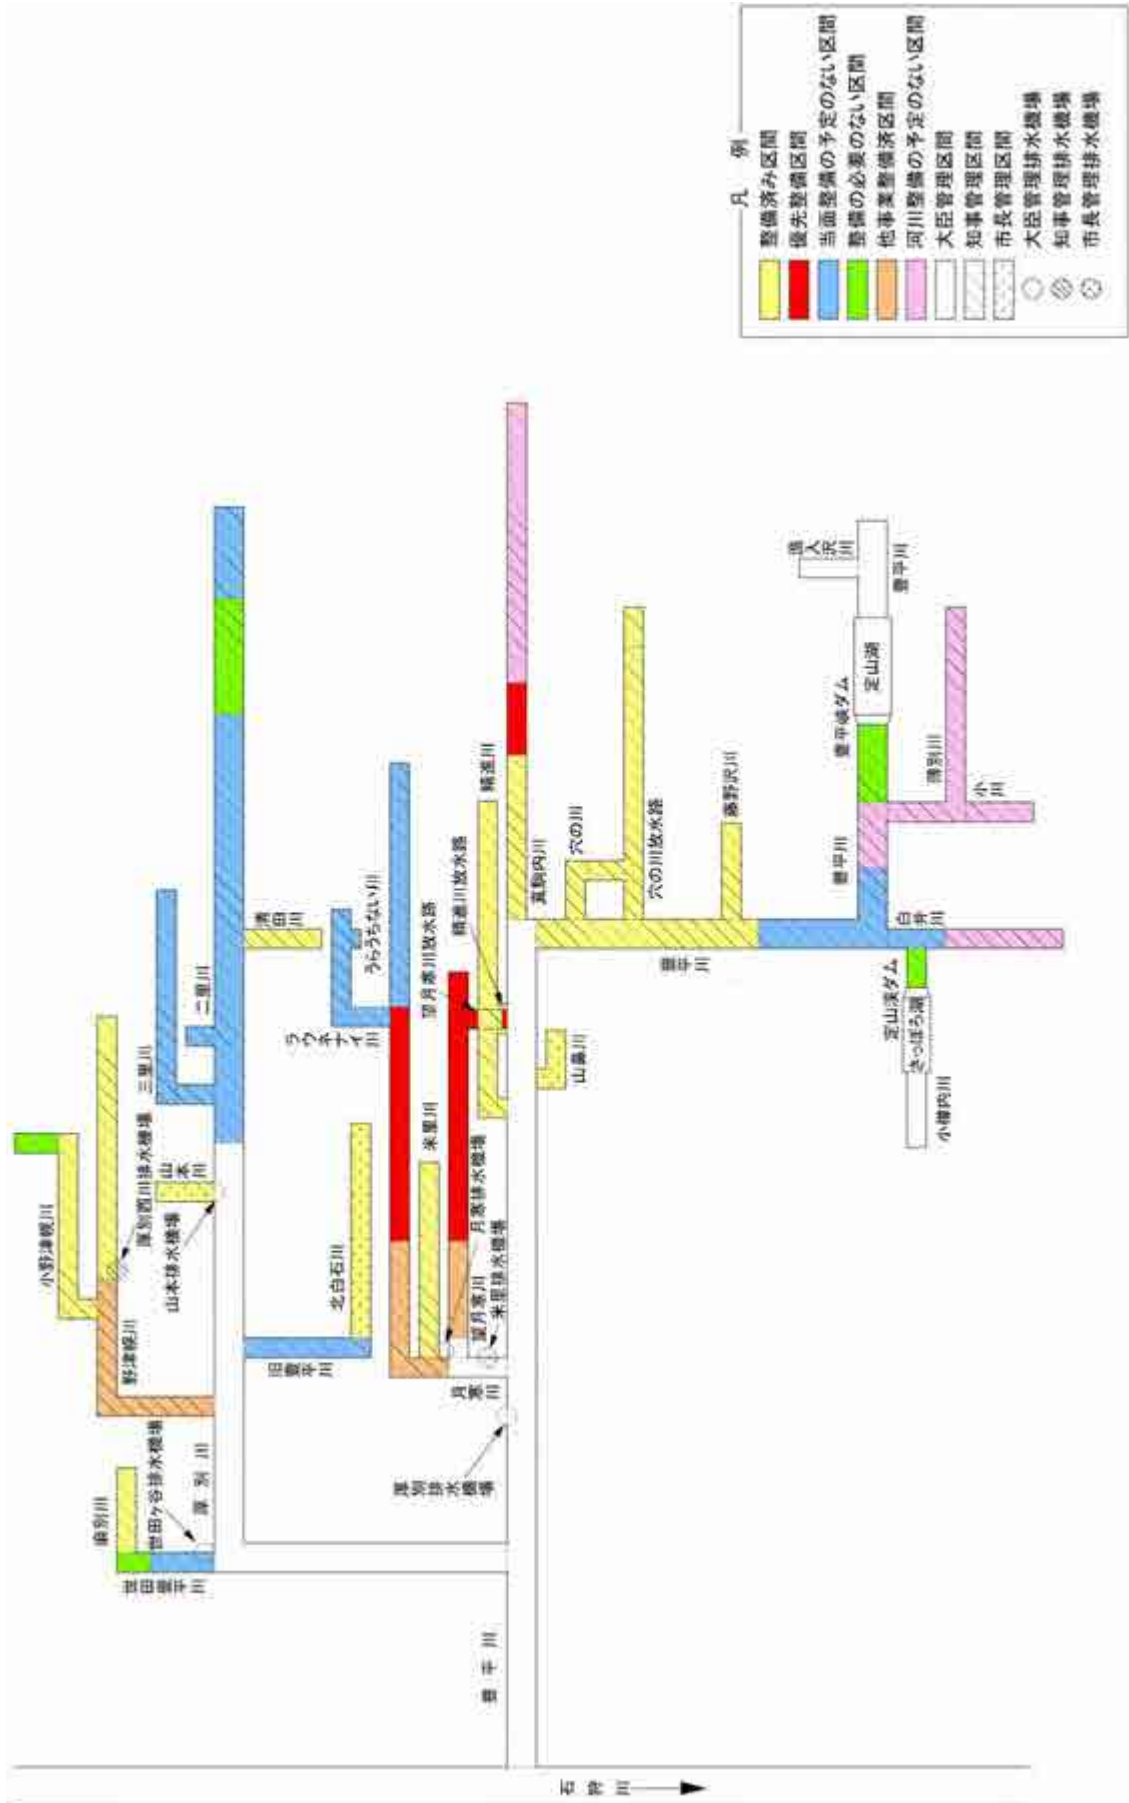 凡 例
整備済み区間
優先整備区間
当面整備の予定のない区間
整備の必要のない区間
他事業整備済区間
河川整備の予定のない区間
大臣管理区間
知事管理区間
市長管理区間
大臣管理排水機場
知事管理排水機場
市長管理排水機場
小野津幌川
野津幌川
厚別西川排水機場
三里川
二里川
山本川
山本排水機場
世田ヶ谷排水機場
厚別川
世田豊平川
清田川
うらうちない川
ラウネナイ川
北白石川
旧豊平川
望月寒川放水路
精進川放水路
精進川
米里川
月寒排水機場
望月寒川
米里排水機場
月寒川
厚別排水機場
豊平川
真駒内川
穴の川
穴の川放水路
藤野沢川
山鼻川
豊平川
豊平川
豊平峡ダム
定山湖
豊平川
薄別川
小川
白井川
定山渓ダム
さっぽろ湖
小樽内川
石狩川